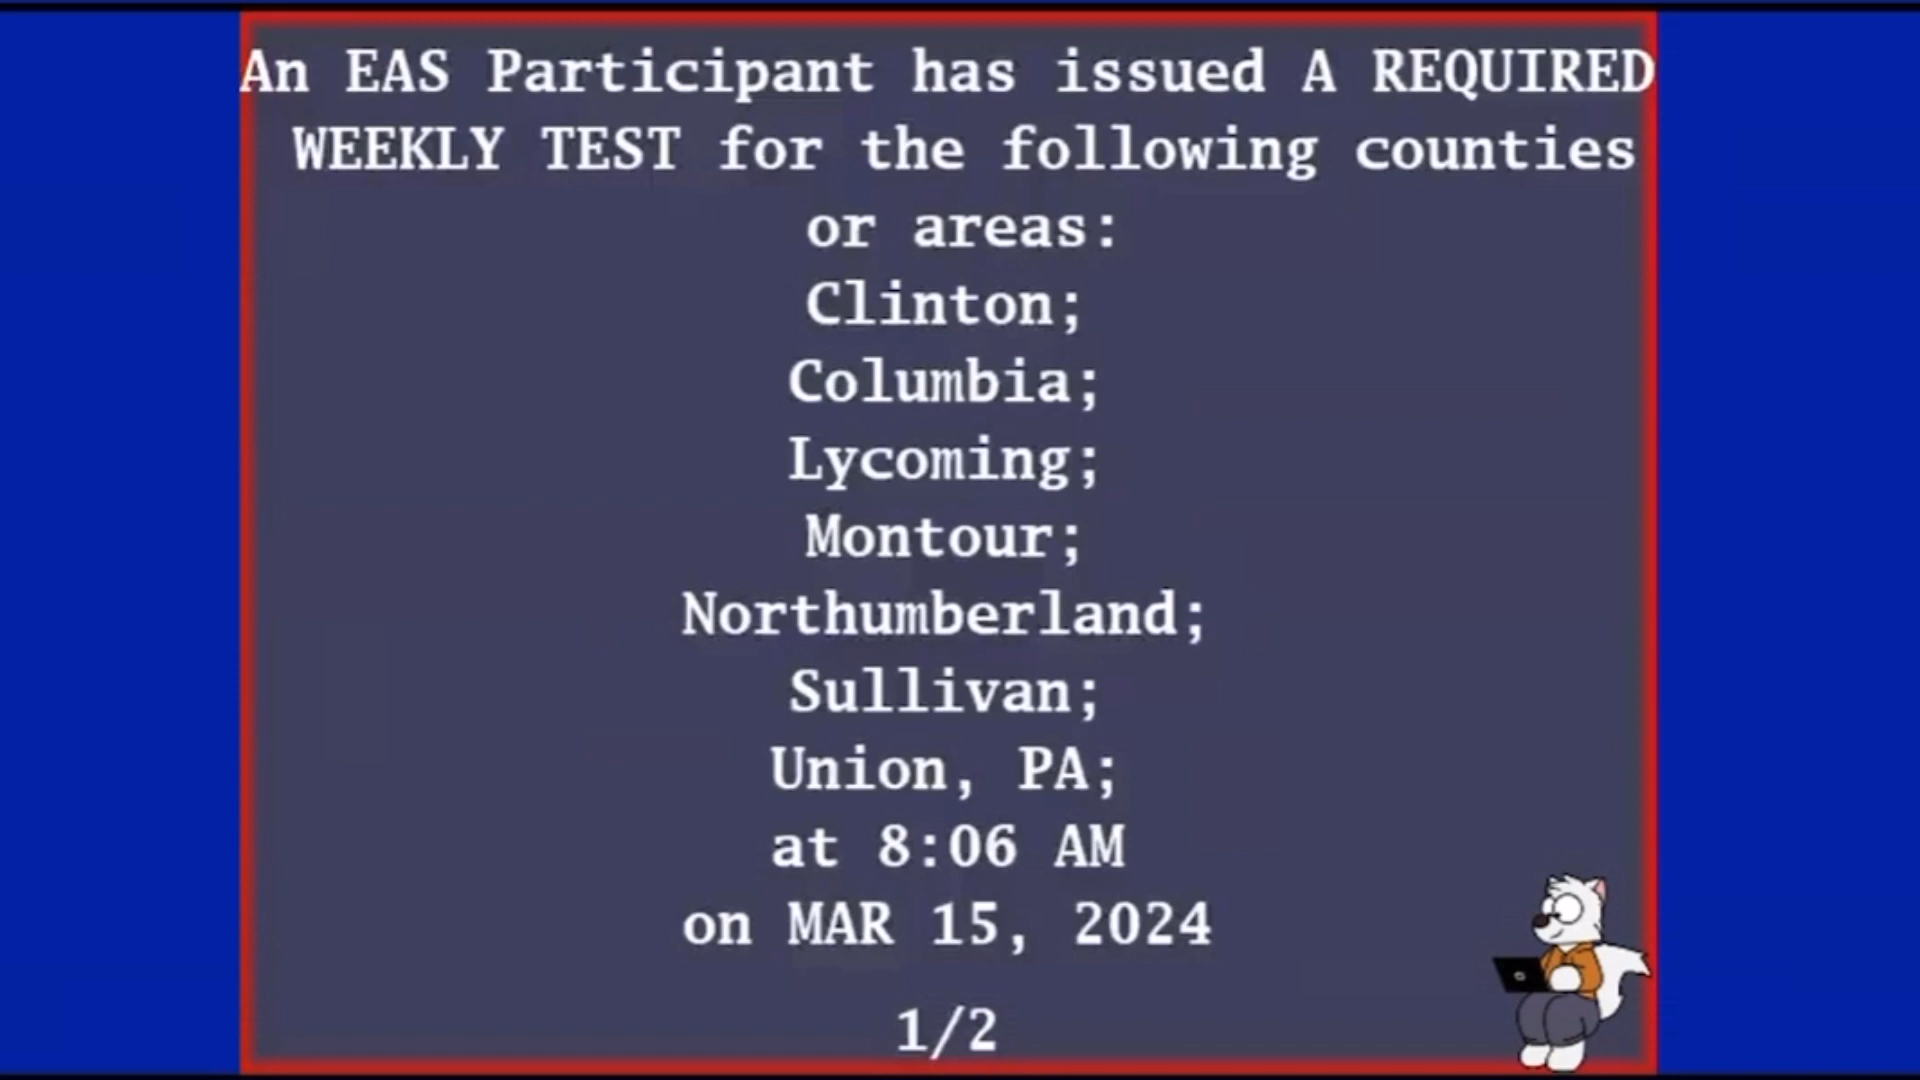 An EAS Participant has issued A REQUIRED
WEEKLY TEST for the following counties
or areas:
Clinton;
Columbia;
Lycoming;
Montour;
Northumberland;
Sullivan;
Union, PA;
at 8:06 AM
on MAR 15, 2024
1/2